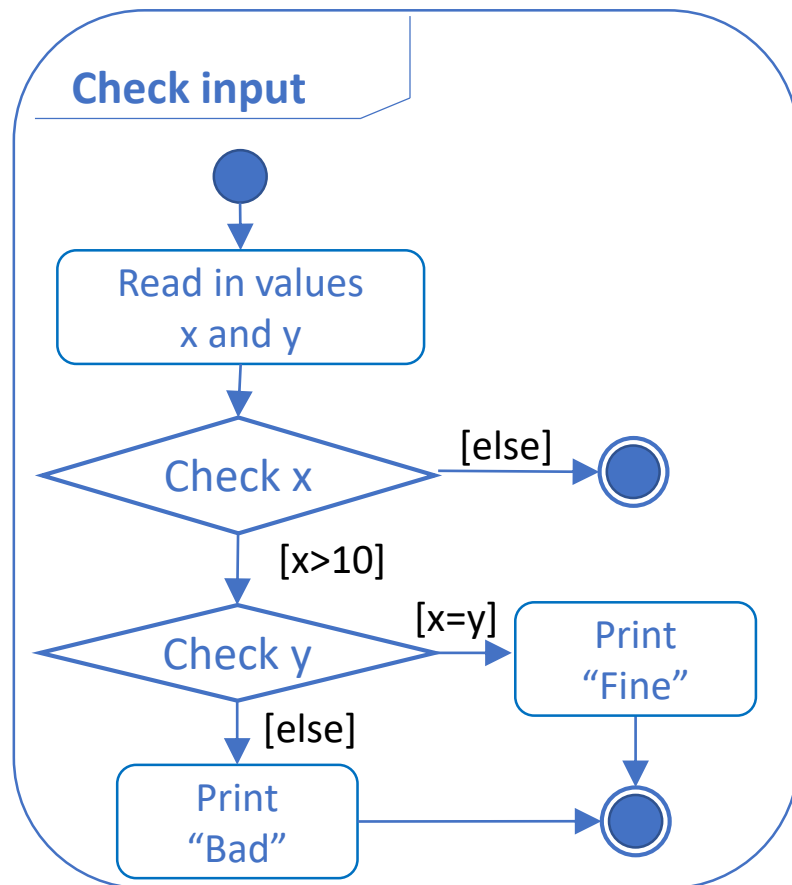 Check input
Read in values
x and y
Check x
[else]
[x>10]
Check y
[x=y]
Print
“Fine”
[else]
Print
“Bad”